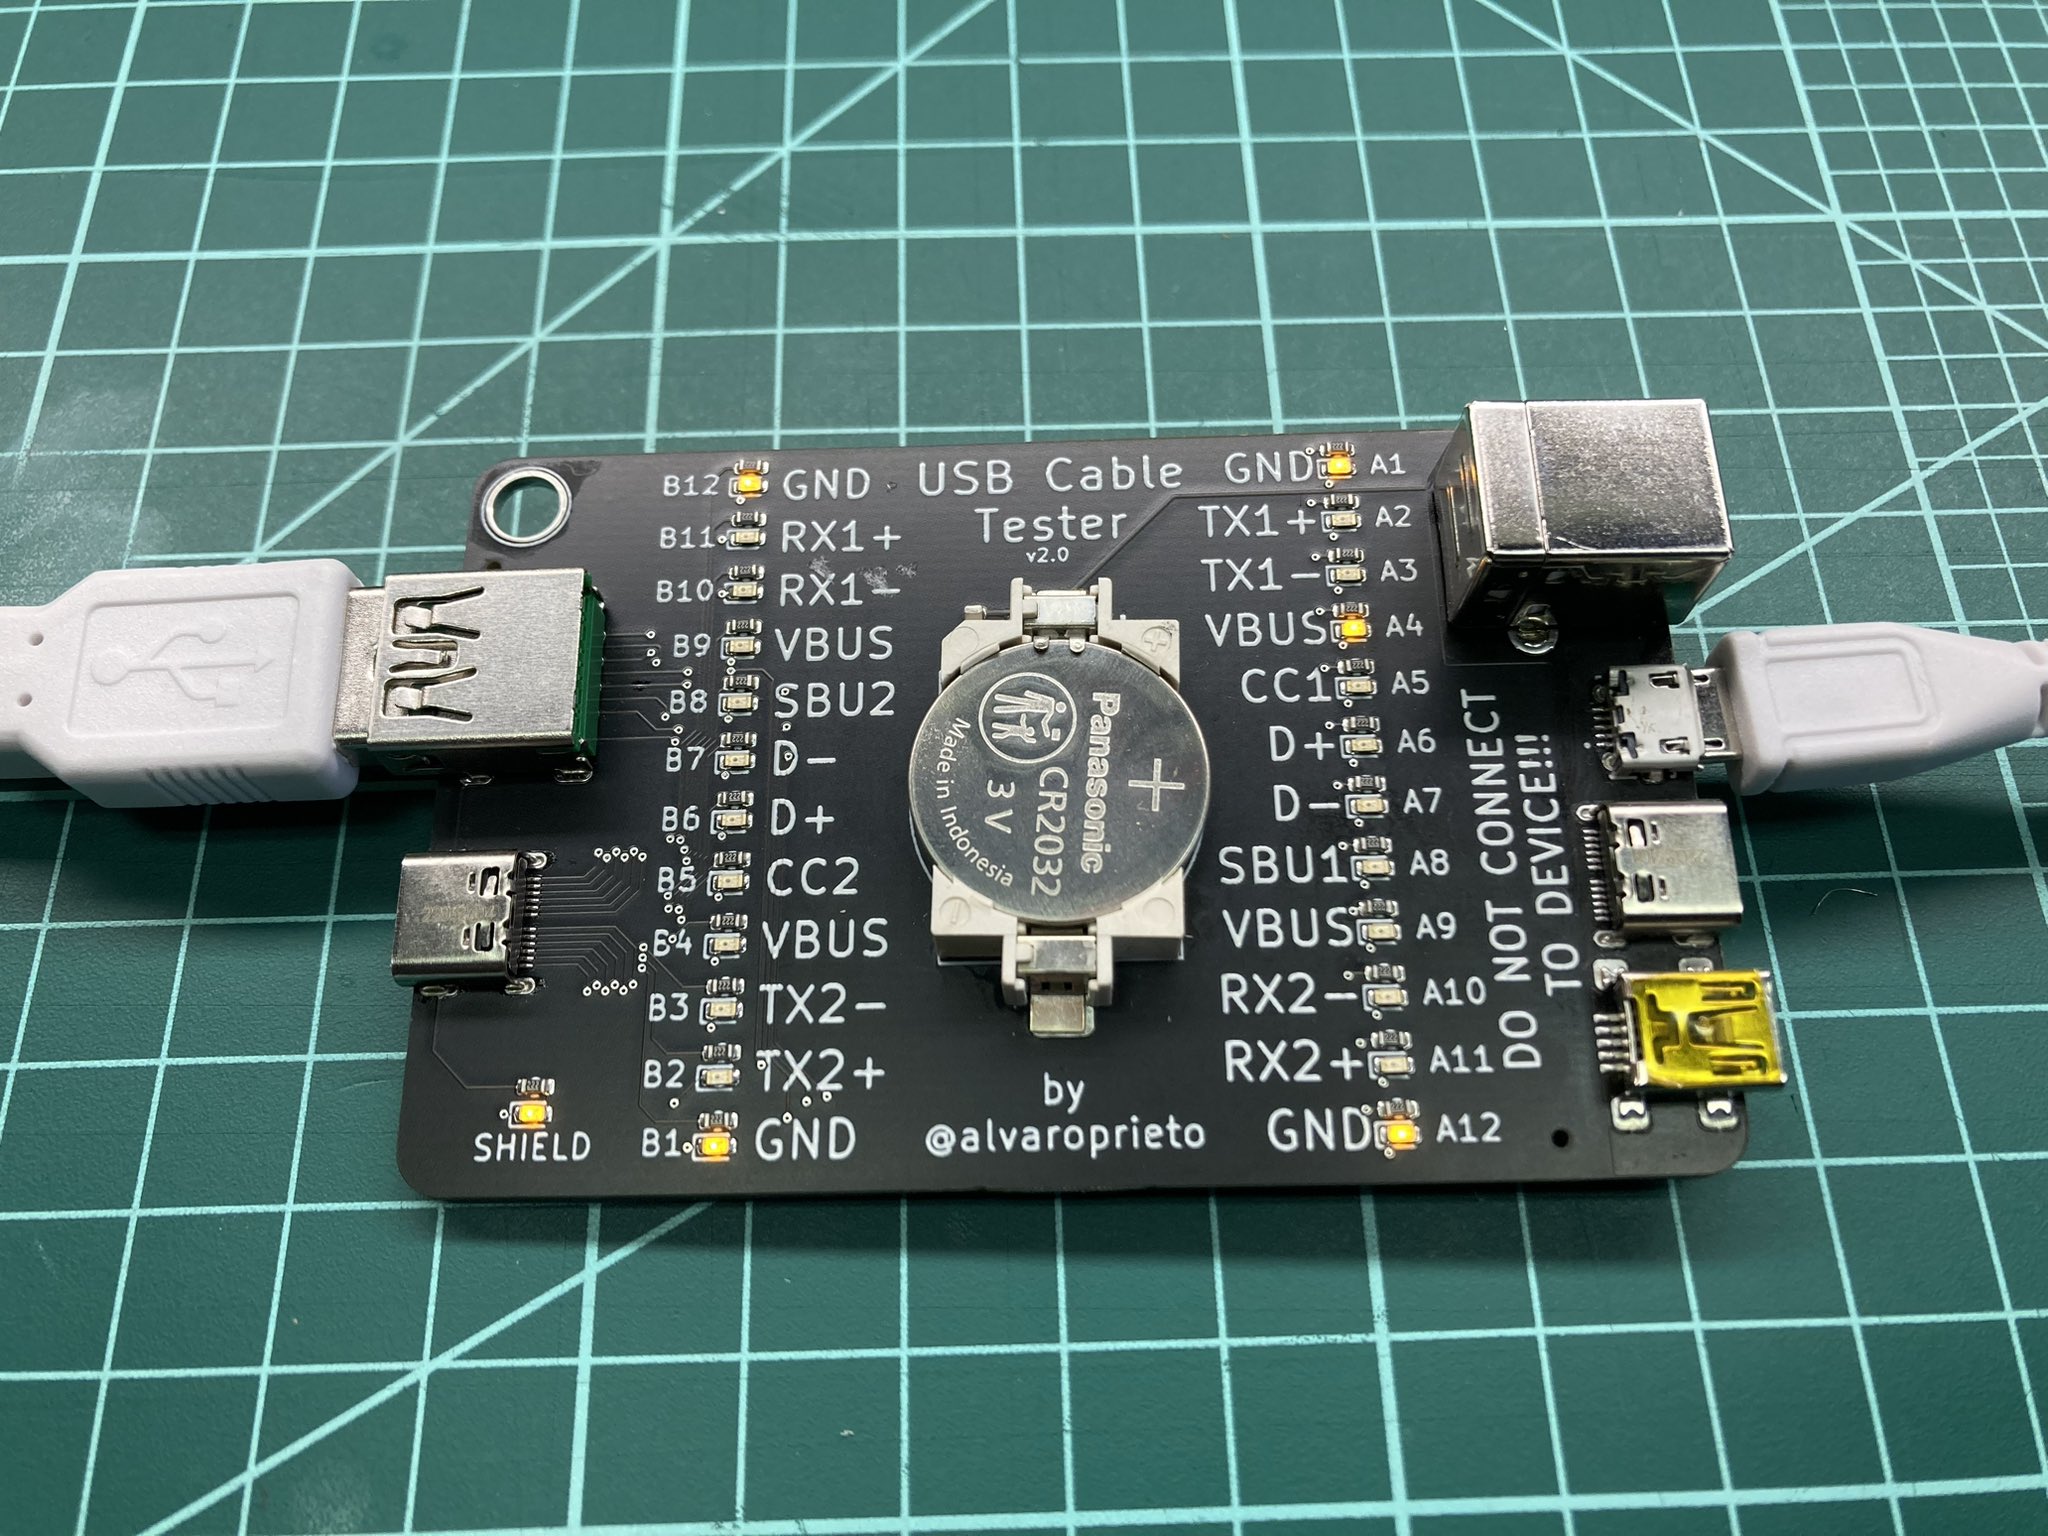 USB Cable
Tester
v2.0
B12 GND
B11 RX1+
B10 RX1-
B9 VBUS
B8 SBU2
B7 D-
B6 D+
B5 CC2
B4 VBUS
B3 TX2-
B2 TX2+
B1 GND
SHIELD
GND A1
TX1+ A2
TX1- A3
VBUS A4
CC1 A5
D+ A6
D- A7
SBU1 A8
VBUS A9
RX2- A10
RX2+ A11
GND A12
DO NOT CONNECT
TO DEVICE!!!
+
Panasonic
CR2032
3V
Made in Indonesia
by
@alvaroprieto